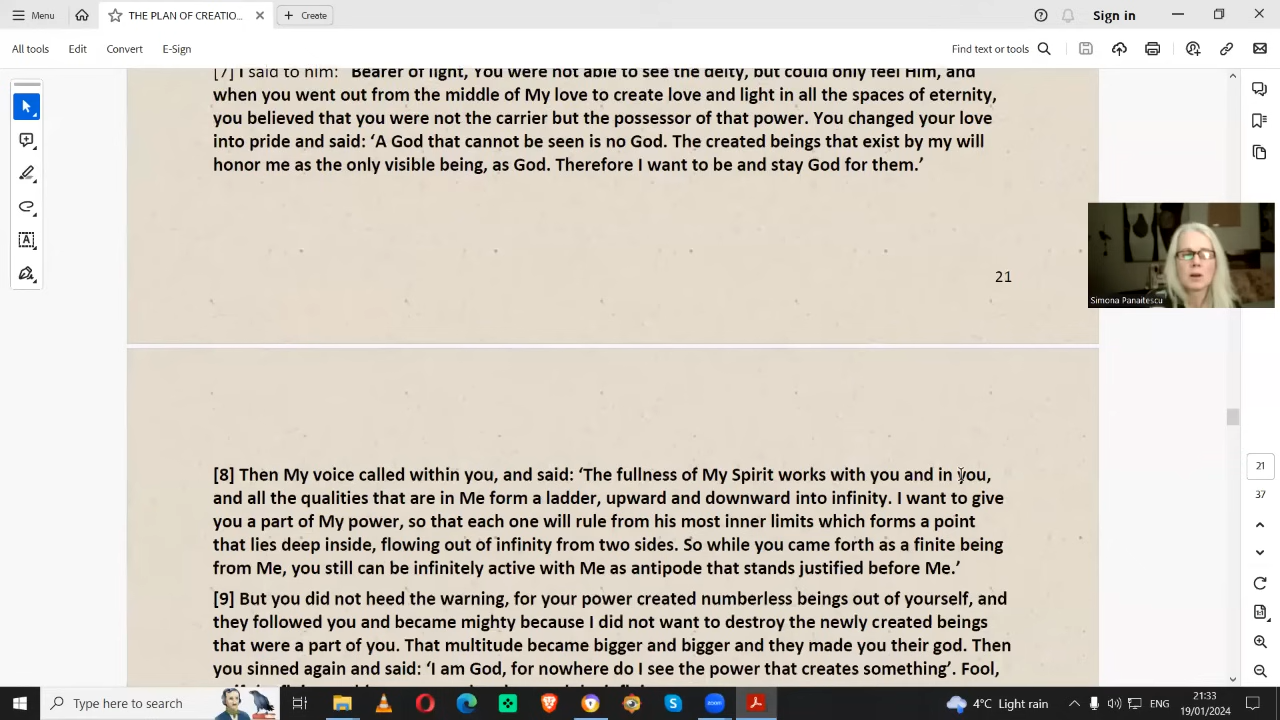 Menu
THE PLAN OF CREATIO...
Create
Sign in
All tools
Edit
Convert
E-Sign
Find text or tools
[7] I said to him: "Bearer of light, You were not able to see the deity, but could only feel Him, and
when you went out from the middle of My love to create love and light in all the spaces of eternity,
you believed that you were not the carrier but the possessor of that power. You changed your love
into pride and said: ‘A God that cannot be seen is no God. The created beings that exist by my will
honor me as the only visible being, as God. Therefore I want to be and stay God for them.’
21
Simona Panaitescu
[8] Then My voice called within you, and said: ‘The fullness of My Spirit works with you and in you,
and all the qualities that are in Me form a ladder, upward and downward into infinity. I want to give
you a part of My power, so that each one will rule from his most inner limits which forms a point
that lies deep inside, flowing out of infinity from two sides. So while you came forth as a finite being
from Me, you still can be infinitely active with Me as antipode that stands justified before Me.’
[9] But you did not heed the warning, for your power created numberless beings out of yourself, and
they followed you and became mighty because I did not want to destroy the newly created beings
that were a part of you. That multitude became bigger and bigger and they made you their god. Then
you sinned again and said: ‘I am God, for nowhere do I see the power that creates something’. Fool,
21
37
Type here to search
zoom
4°C Light rain
ENG
21:33
19/01/2024